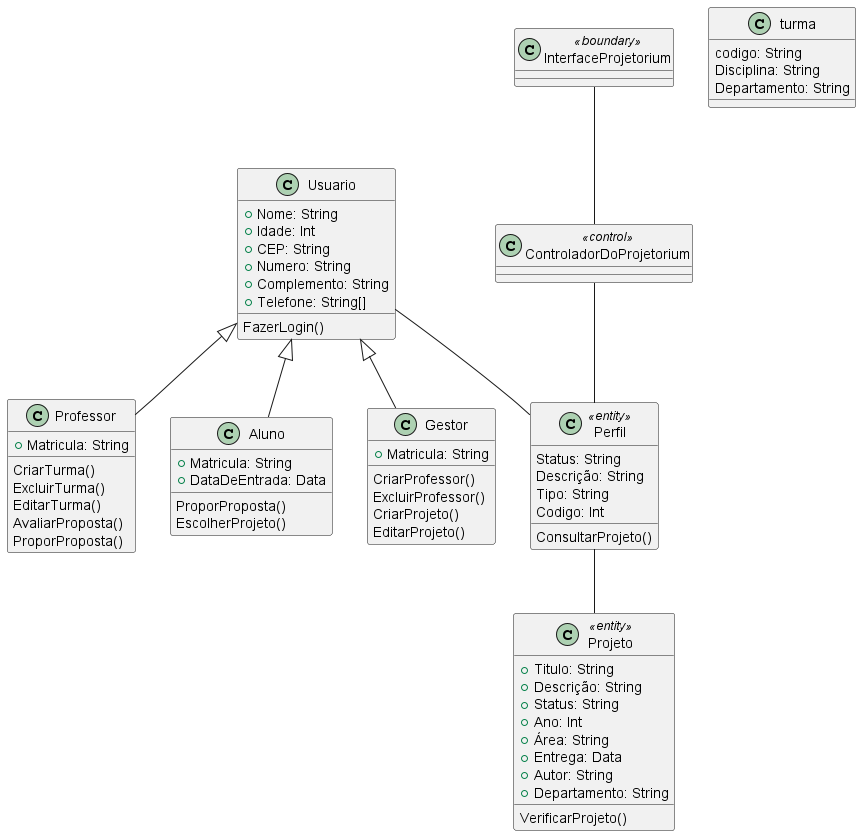 «boundary»
InterfaceProjetorium
turma
codigo: String
Disciplina: String
Departamento: String
Usuario
Nome: String
Idade: Int
CEP: String
Numero: String
Complemento: String
Telefone: String[]
FazerLogin()
«control»
ControladorDoProjetorium
Professor
Matricula: String
CriarTurma()
ExcluirTurma()
EditarTurma()
AvaliarProposta()
ProporProposta()
Aluno
Matricula: String
DataDeEntrada: Data
ProporProposta()
EscolherProjeto()
Gestor
Matricula: String
CriarProfessor()
ExcluirProfessor()
CriarProjeto()
EditarProjeto()
«entity»
Perfil
Status: String
Descrição: String
Tipo: String
Codigo: Int
ConsultarProjeto()
«entity»
Projeto
Titulo: String
Descrição: String
Status: String
Ano: Int
Área: String
Entrega: Data
Autor: String
Departamento: String
VerificarProjeto()